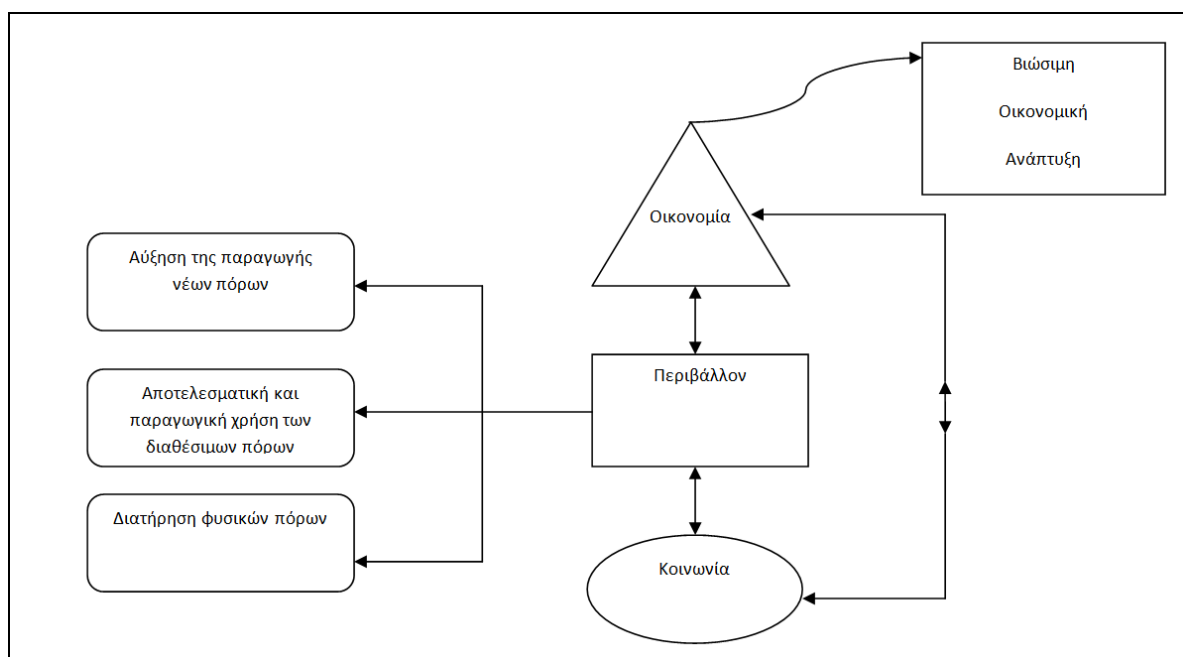 Βιώσιμη
Οικονομική
Ανάπτυξη
Οικονομία
Αύξηση της παραγωγής
νέων πόρων
Περιβάλλον
Αποτελεσματική και
παραγωγική χρήση των
διαθέσιμων πόρων
Διατήρηση φυσικών πόρων
Κοινωνία